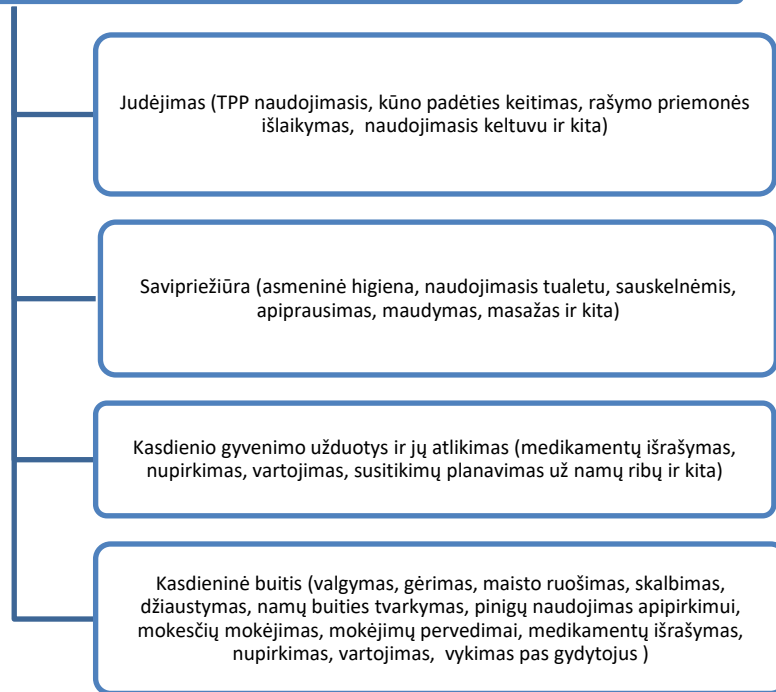 Judėjimas (TPP naudojimasis, kūno padėties keitimas, rašymo priemonės
išlaikymas, naudojimasis keltuvu ir kita)
Savipriežiūra (asmeninė higiena, naudojimasis tualetu, sauskelnėmis,
apiprausimas, maudymas, masažas ir kita)
Kasdienio gyvenimo užduotys ir jų atlikimas (medikamentų išrašymas,
nupirkimas, vartojimas, susitikimų planavimas už namų ribų ir kita)
Kasdieninė buitis (valgymas, gėrimas, maisto ruošimas, skalbimas,
džiaustymas, namų buities tvarkymas, pinigų naudojimas apipirkimui,
mokesčių mokėjimas, mokėjimų pervedimai, medikamentų išrašymas,
nupirkimas, vartojimas, vykimas pas gydytojus )